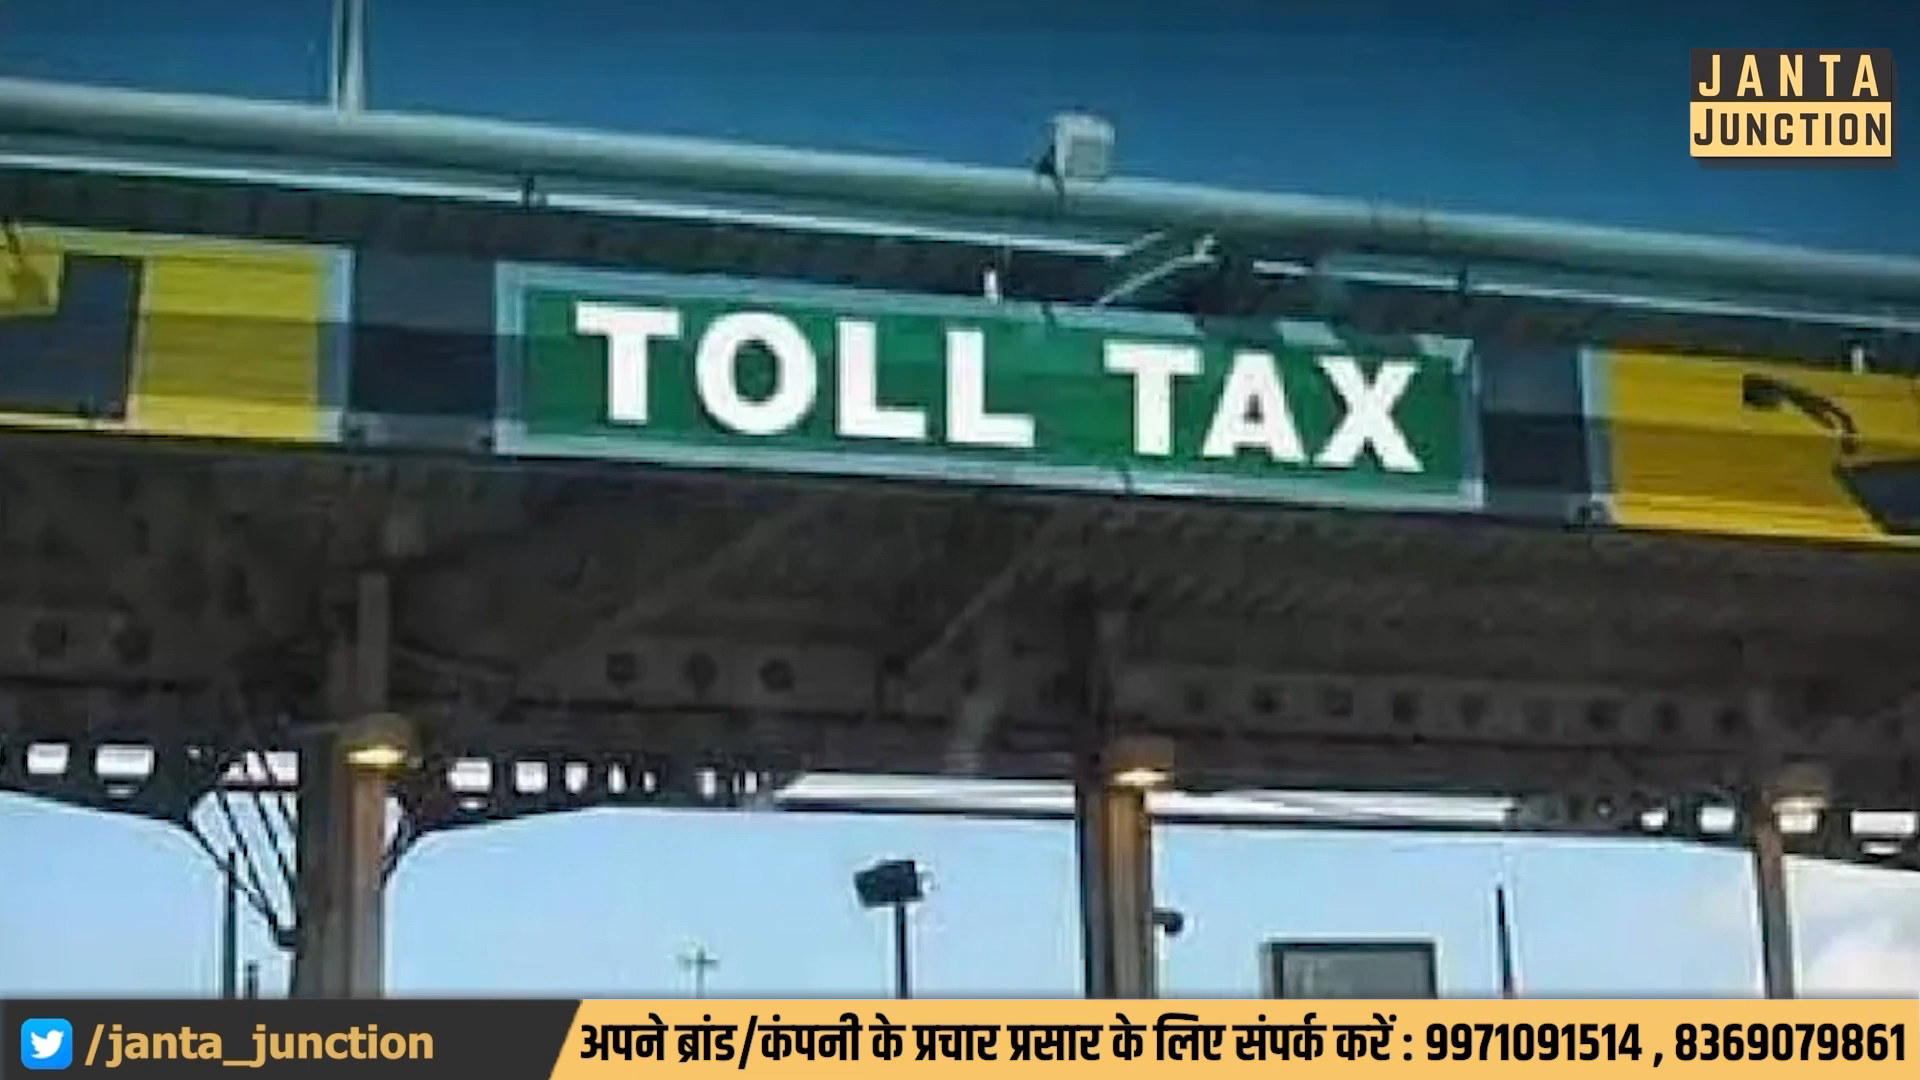 JANTA
JUNCTION
TOLL TAX
/janta_junction
अपने ब्रांड/कंपनी के प्रचार प्रसार के लिए संपर्क करें : 9971091514 , 8369079861